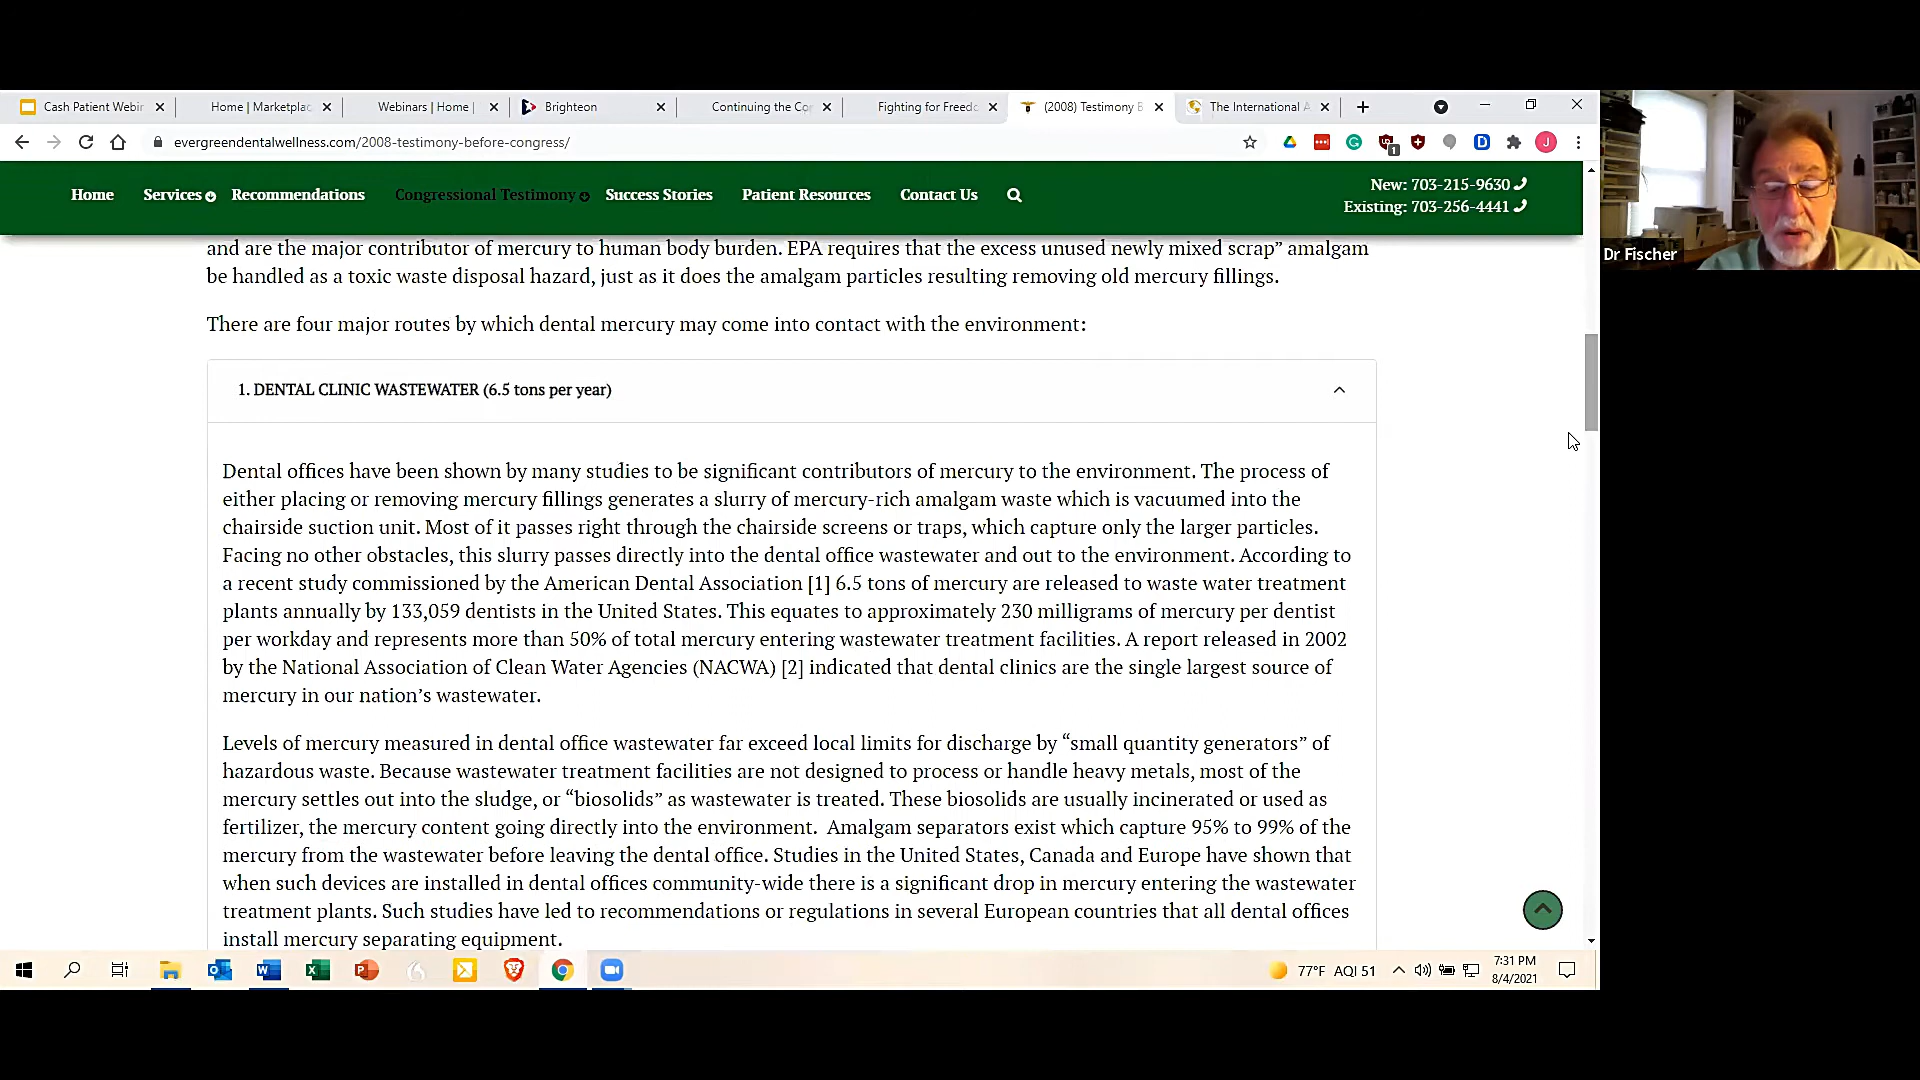 Cash Patient Webir
Home | Marketplac
Webinars | Home |
Brighteon
Continuing the Co
Fighting for Freedc
(2008) Testimony B
The International A
evergreendentalwellness.com/2008-testimony-before-congress/
1
D
J
Home
Services
Recommendations
Congressional Testimony
Success Stories
Patient Resources
Contact Us
New: 703-215-9630
Existing: 703-256-4441
Dr Fischer
and are the major contributor of mercury to human body burden. EPA requires that the excess unused newly mixed scrap” amalgam
be handled as a toxic waste disposal hazard, just as it does the amalgam particles resulting removing old mercury fillings.
There are four major routes by which dental mercury may come into contact with the environment:
1. DENTAL CLINIC WASTEWATER (6.5 tons per year)
Dental offices have been shown by many studies to be significant contributors of mercury to the environment. The process of
either placing or removing mercury fillings generates a slurry of mercury-rich amalgam waste which is vacuumed into the
chairside suction unit. Most of it passes right through the chairside screens or traps, which capture only the larger particles.
Facing no other obstacles, this slurry passes directly into the dental office wastewater and out to the environment. According to
a recent study commissioned by the American Dental Association [1] 6.5 tons of mercury are released to waste water treatment
plants annually by 133,059 dentists in the United States. This equates to approximately 230 milligrams of mercury per dentist
per workday and represents more than 50% of total mercury entering wastewater treatment facilities. A report released in 2002
by the National Association of Clean Water Agencies (NACWA) [2] indicated that dental clinics are the single largest source of
mercury in our nation’s wastewater.
Levels of mercury measured in dental office wastewater far exceed local limits for discharge by “small quantity generators” of
hazardous waste. Because wastewater treatment facilities are not designed to process or handle heavy metals, most of the
mercury settles out into the sludge, or “biosolids” as wastewater is treated. These biosolids are usually incinerated or used as
fertilizer, the mercury content going directly into the environment.  Amalgam separators exist which capture 95% to 99% of the
mercury from the wastewater before leaving the dental office. Studies in the United States, Canada and Europe have shown that
when such devices are installed in dental offices community-wide there is a significant drop in mercury entering the wastewater
treatment plants. Such studies have led to recommendations or regulations in several European countries that all dental offices
install mercury separating equipment.
77°F AQI 51
7:31 PM
8/4/2021